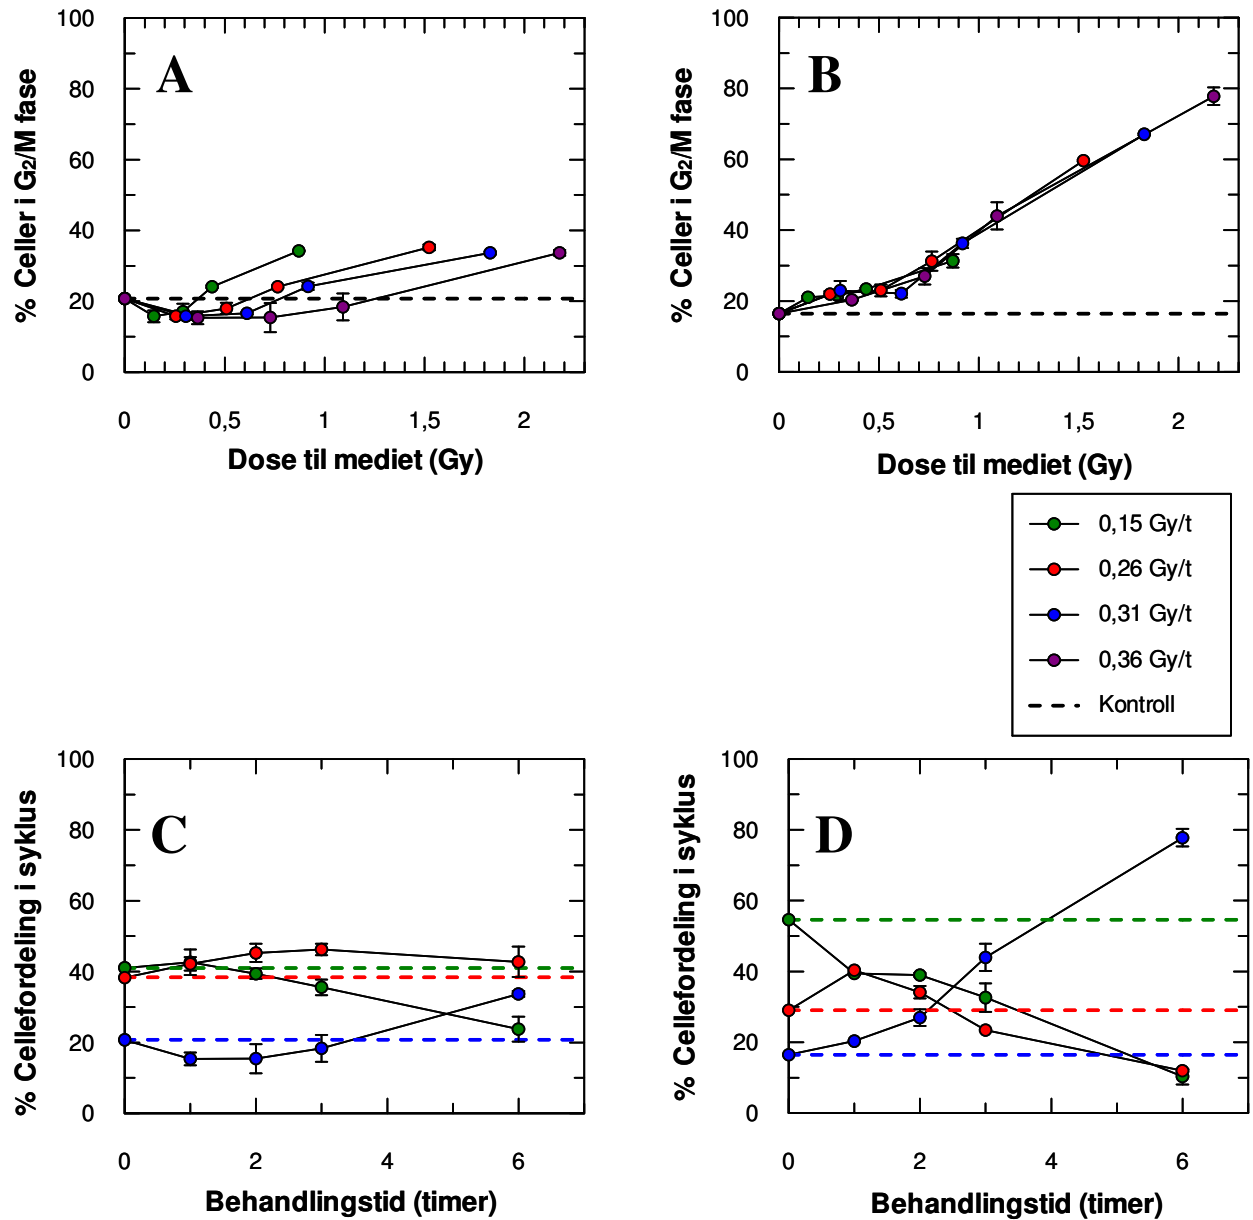 A
% Celler i G2/M fase
100
80
60
40
20
0
0 0,5 1 1,5 2
Dose til mediet (Gy)
B
% Celler i G2/M fase
100
80
60
40
20
0
0 0,5 1 1,5 2
Dose til mediet (Gy)
0,15 Gy/t
0,26 Gy/t
0,31 Gy/t
0,36 Gy/t
Kontroll
C
% Cellefordeling i syklus
100
80
60
40
20
0
0 2 4 6
Behandlingstid (timer)
D
% Cellefordeling i syklus
100
80
60
40
20
0
0 2 4 6
Behandlingstid (timer)